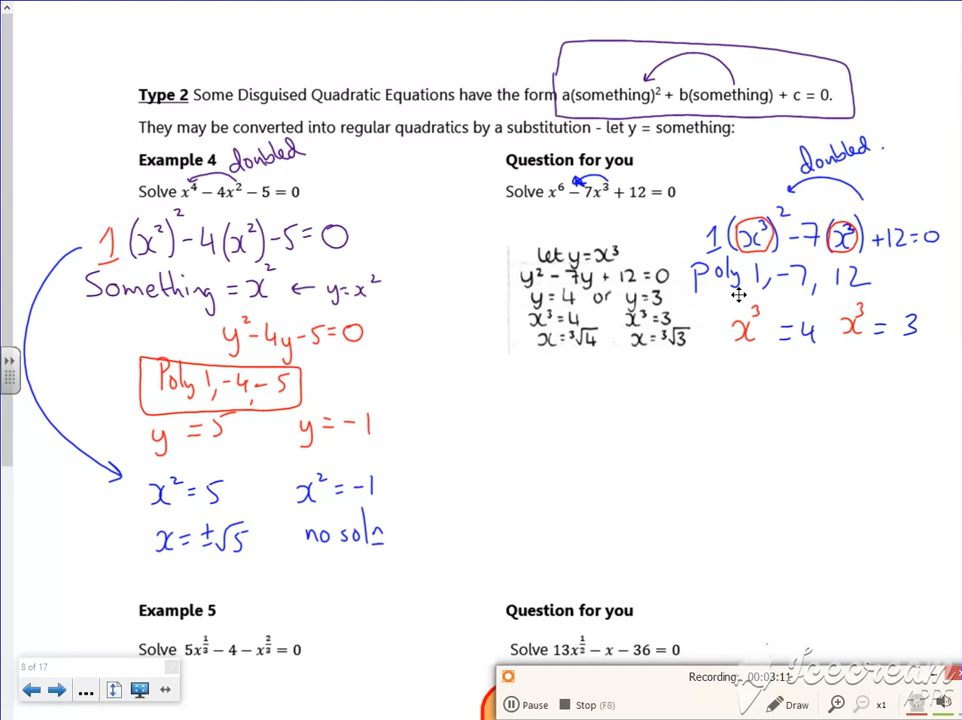 Type 2 Some Disguised Quadratic Equations have the form a(something)² + b(something) + c = 0.
They may be converted into regular quadratics by a substitution - let y = something:
Example 4
doubled
Solve x⁴ − 4x² − 5 = 0
1(x²)² - 4(x²) - 5 = 0
Something = x² ← y = x²
y² - 4y - 5 = 0
Poly 1, -4, -5
y = 5 y = -1
x² = 5 x² = -1
x = ±√5 no soln
Question for you
doubled.
Solve x⁶ − 7x³ + 12 = 0
let y = x³
y² - 7y + 12 = 0
y = 4 or y = 3
x³ = 4 x³ = 3
x = ³√4 x = ³√3
1(x³)² - 7(x³) + 12 = 0
Poly 1, -7, 12
x³ = 4 x³ = 3
Example 5
Solve 5x^(1/3) − 4 − x^(2/3) = 0
Question for you
Solve 13x^(1/2) − x − 36 = 0
8 of 17
...
Recording... 00:03:11
Pause Stop (F8) Draw x1
Icecream
APPS